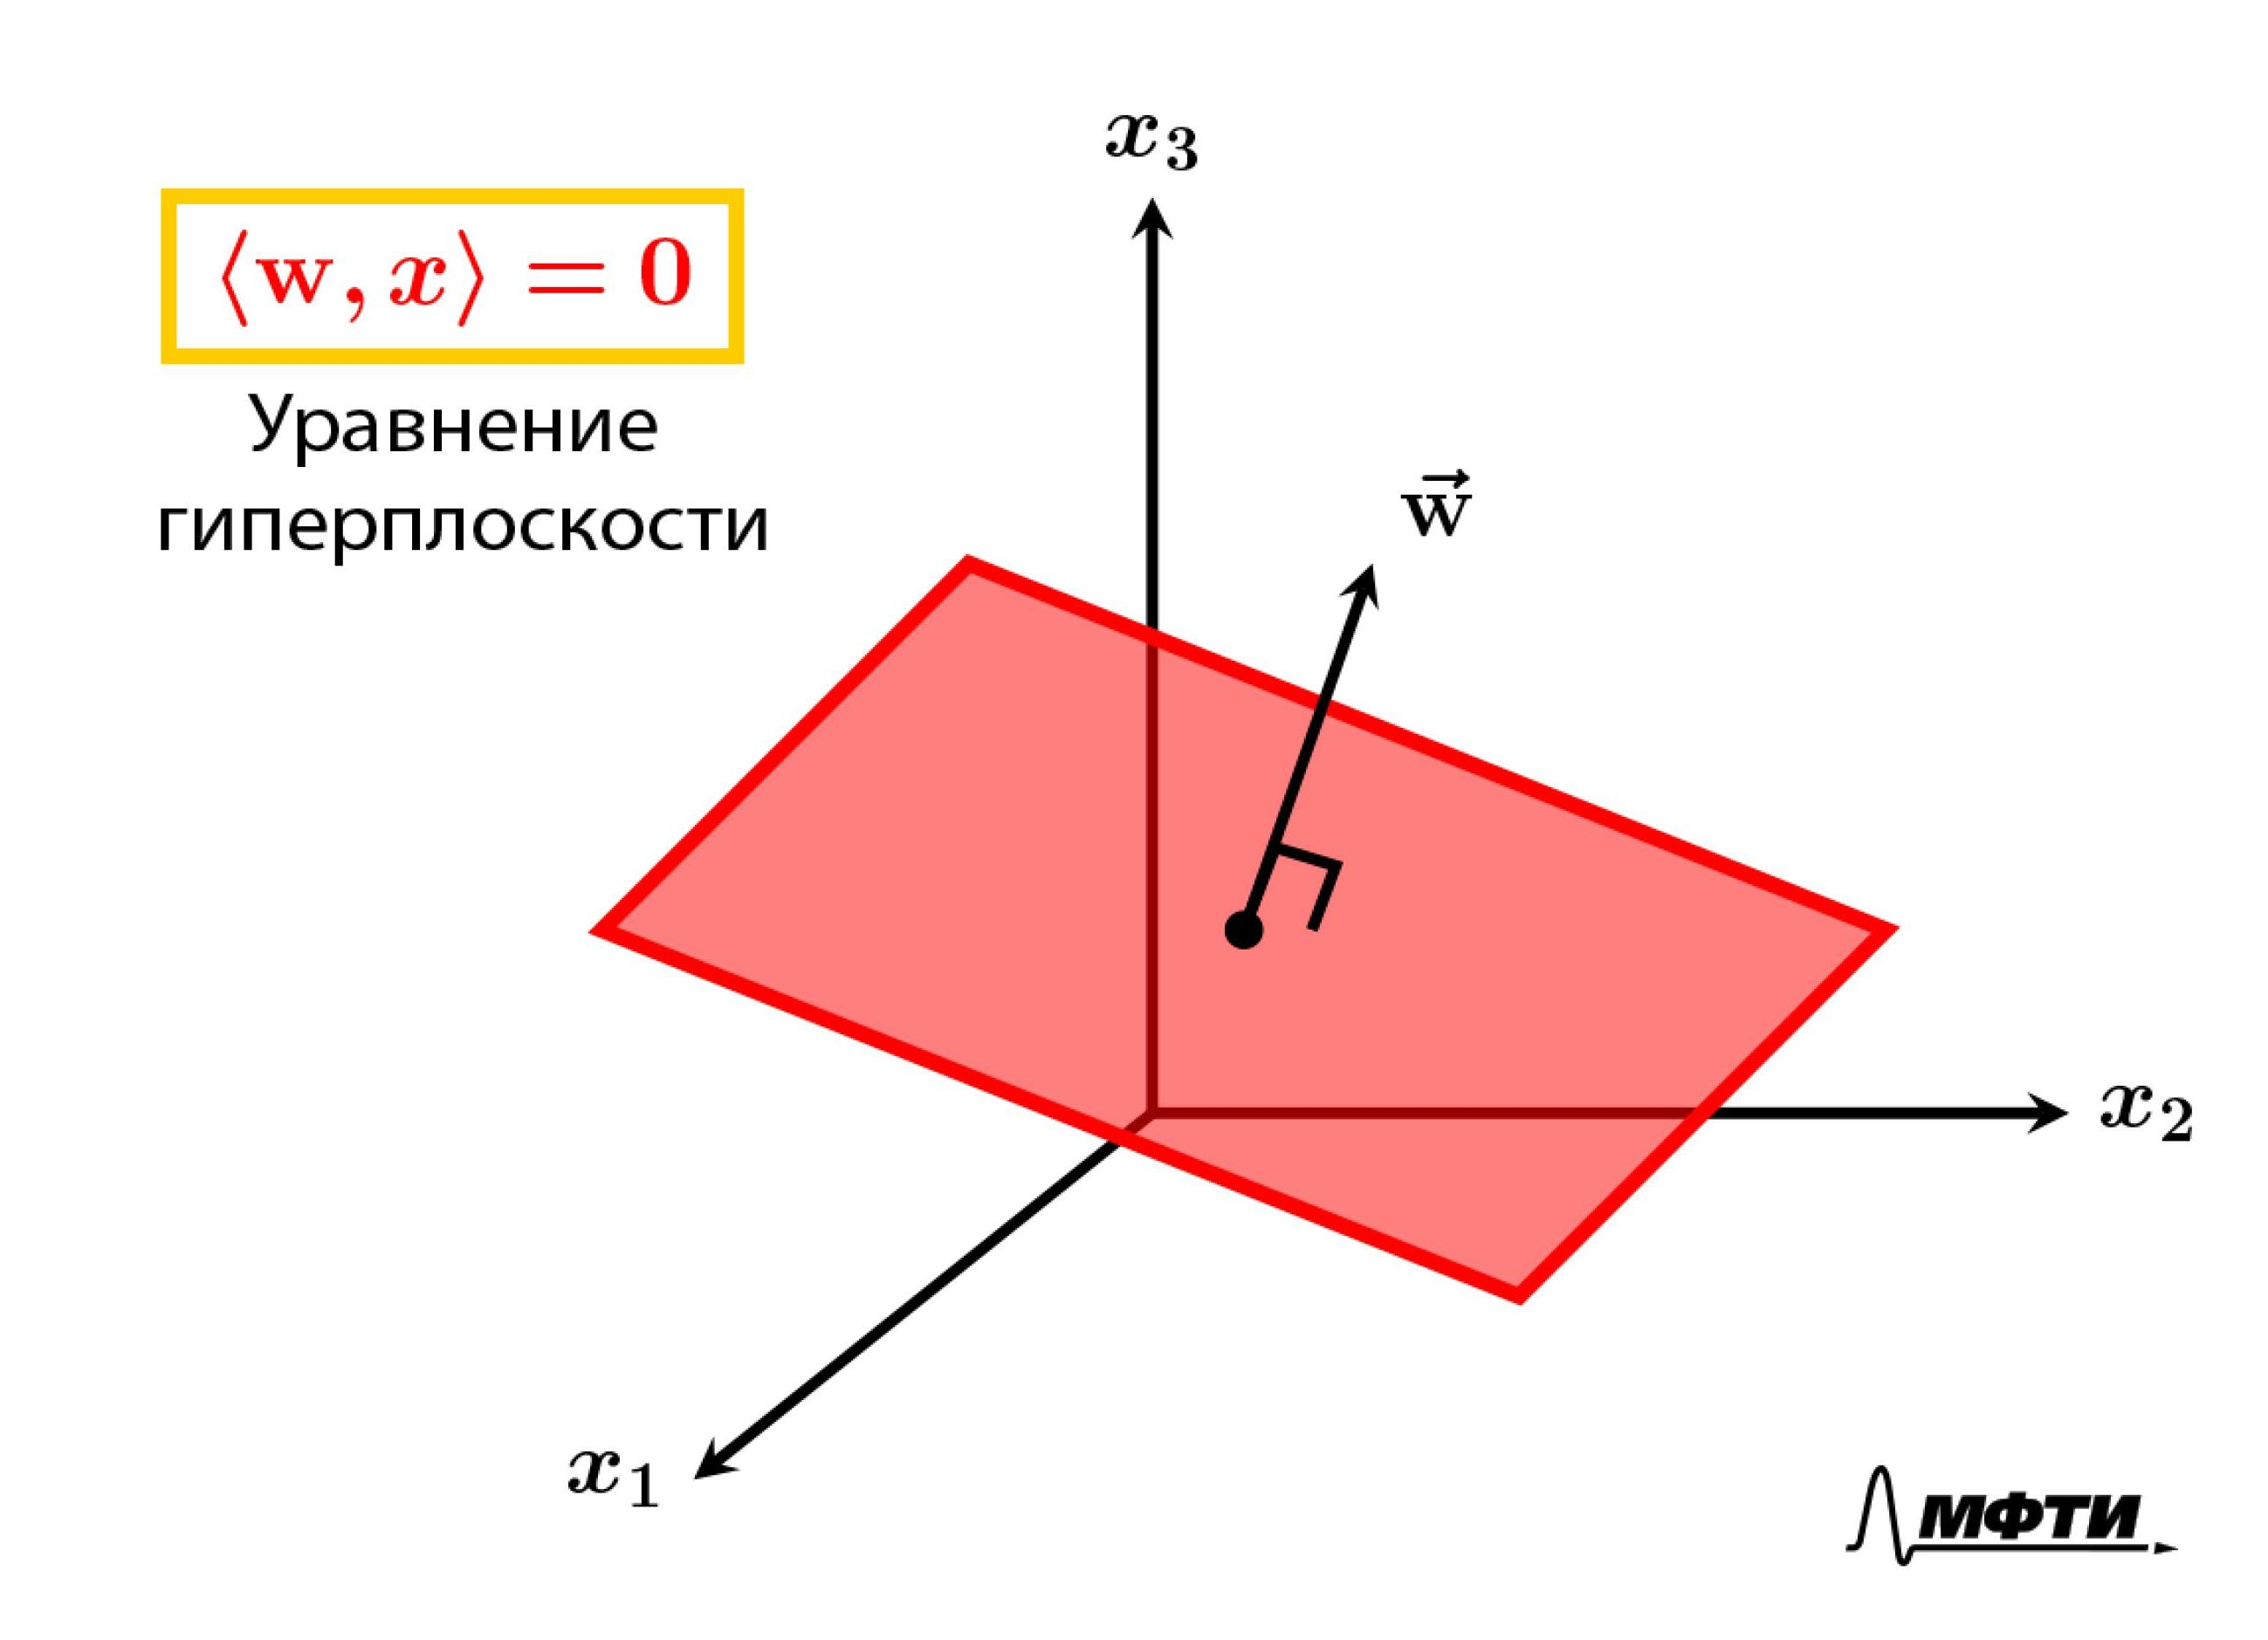 x₃
⟨w, x⟩ = 0
Уравнение
гиперплоскости
w⃗
x₂
x₁
МФТИ